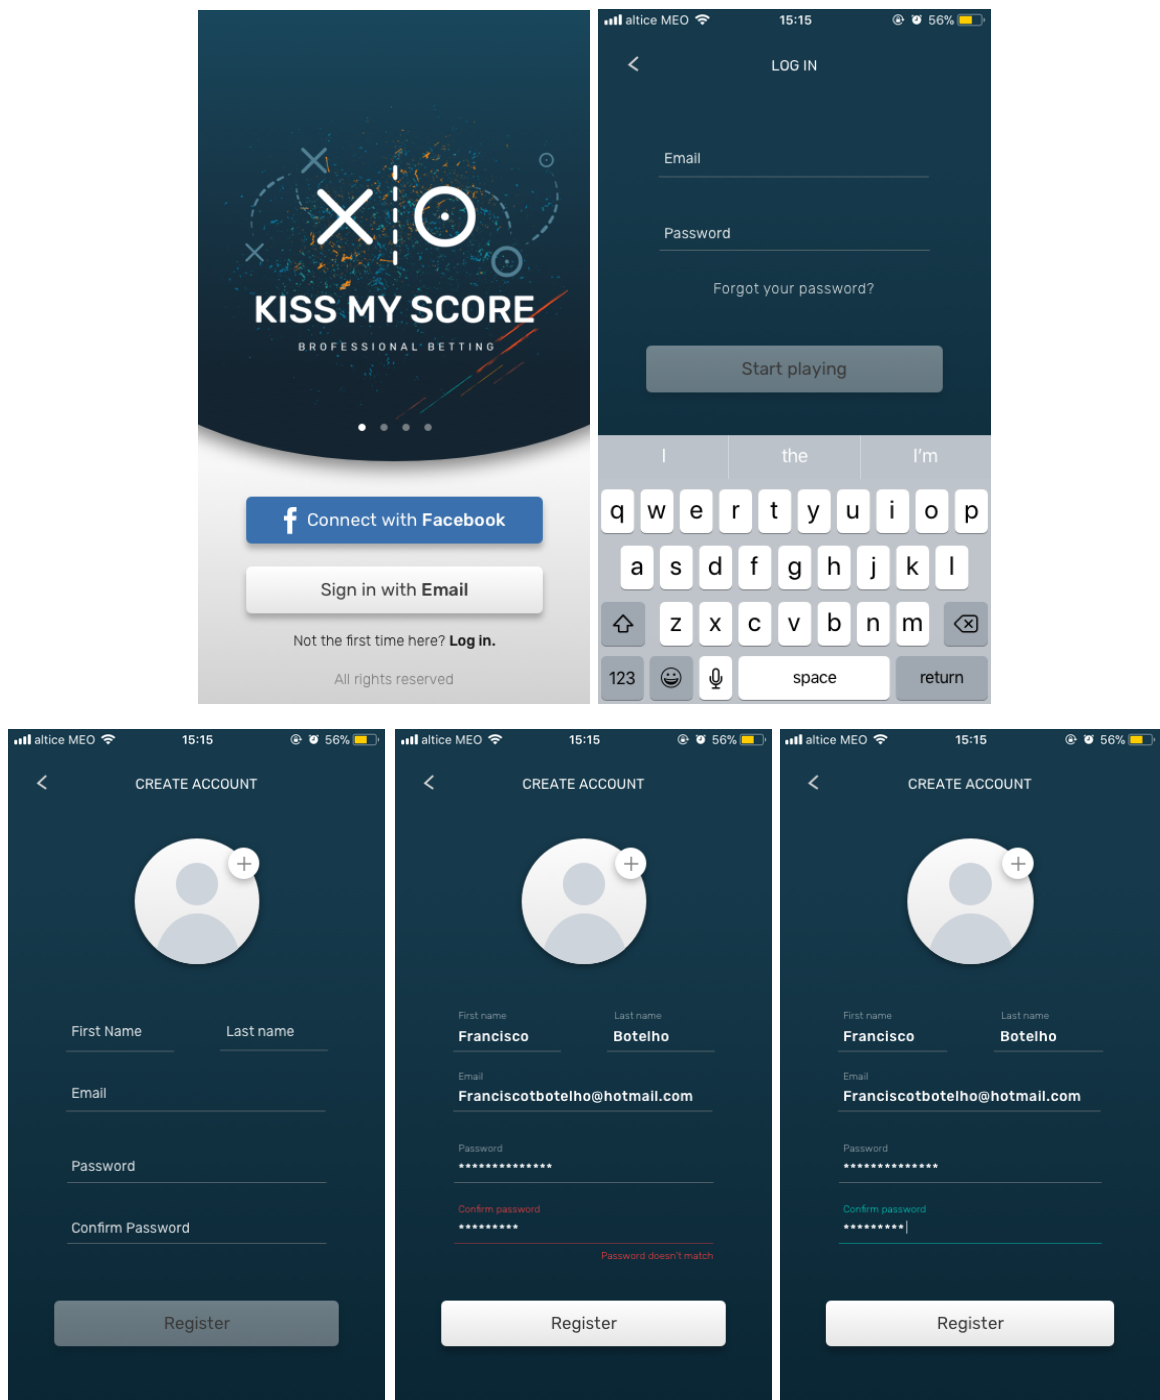 KISS MY SCORE
BROFESSIONAL BETTING
Connect with Facebook
Sign in with Email
Not the first time here? Log in.
All rights reserved
altice MEO 15:15 56%
LOG IN
Email
Password
Forgot your password?
Start playing
I the I'm
q w e r t y u i o p
a s d f g h j k l
z x c v b n m
123 space return
altice MEO 15:15 56%
CREATE ACCOUNT
First Name Last name
Email
Password
Confirm Password
Register
altice MEO 15:15 56%
CREATE ACCOUNT
First name Last name
Francisco Botelho
Email
Franciscotbotelho@hotmail.com
Password
**************
Confirm password
*********
Password doesn't match
Register
altice MEO 15:15 56%
CREATE ACCOUNT
First name Last name
Francisco Botelho
Email
Franciscotbotelho@hotmail.com
Password
**************
Confirm password
*********
Register